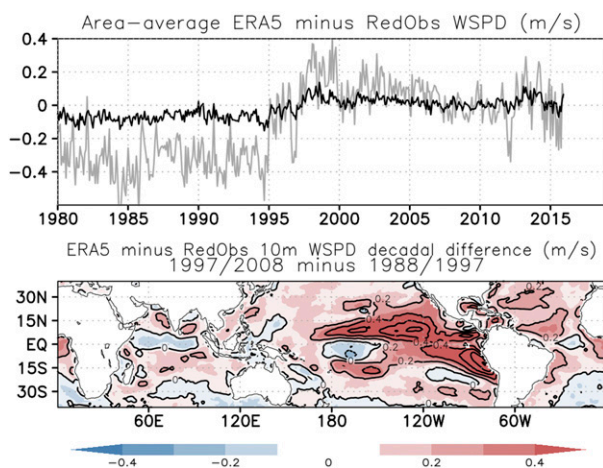 Area-average ERA5 minus RedObs WSPD (m/s)
0.4
0.2
0
-0.2
-0.4
1980 1985 1990 1995 2000 2005 2010 2015
ERA5 minus RedObs 10m WSPD decadal difference (m/s)
1997/2008 minus 1988/1997
30N
15N
EQ
15S
30S
60E 120E 180 120W 60W
-0.4 -0.2 0 0.2 0.4